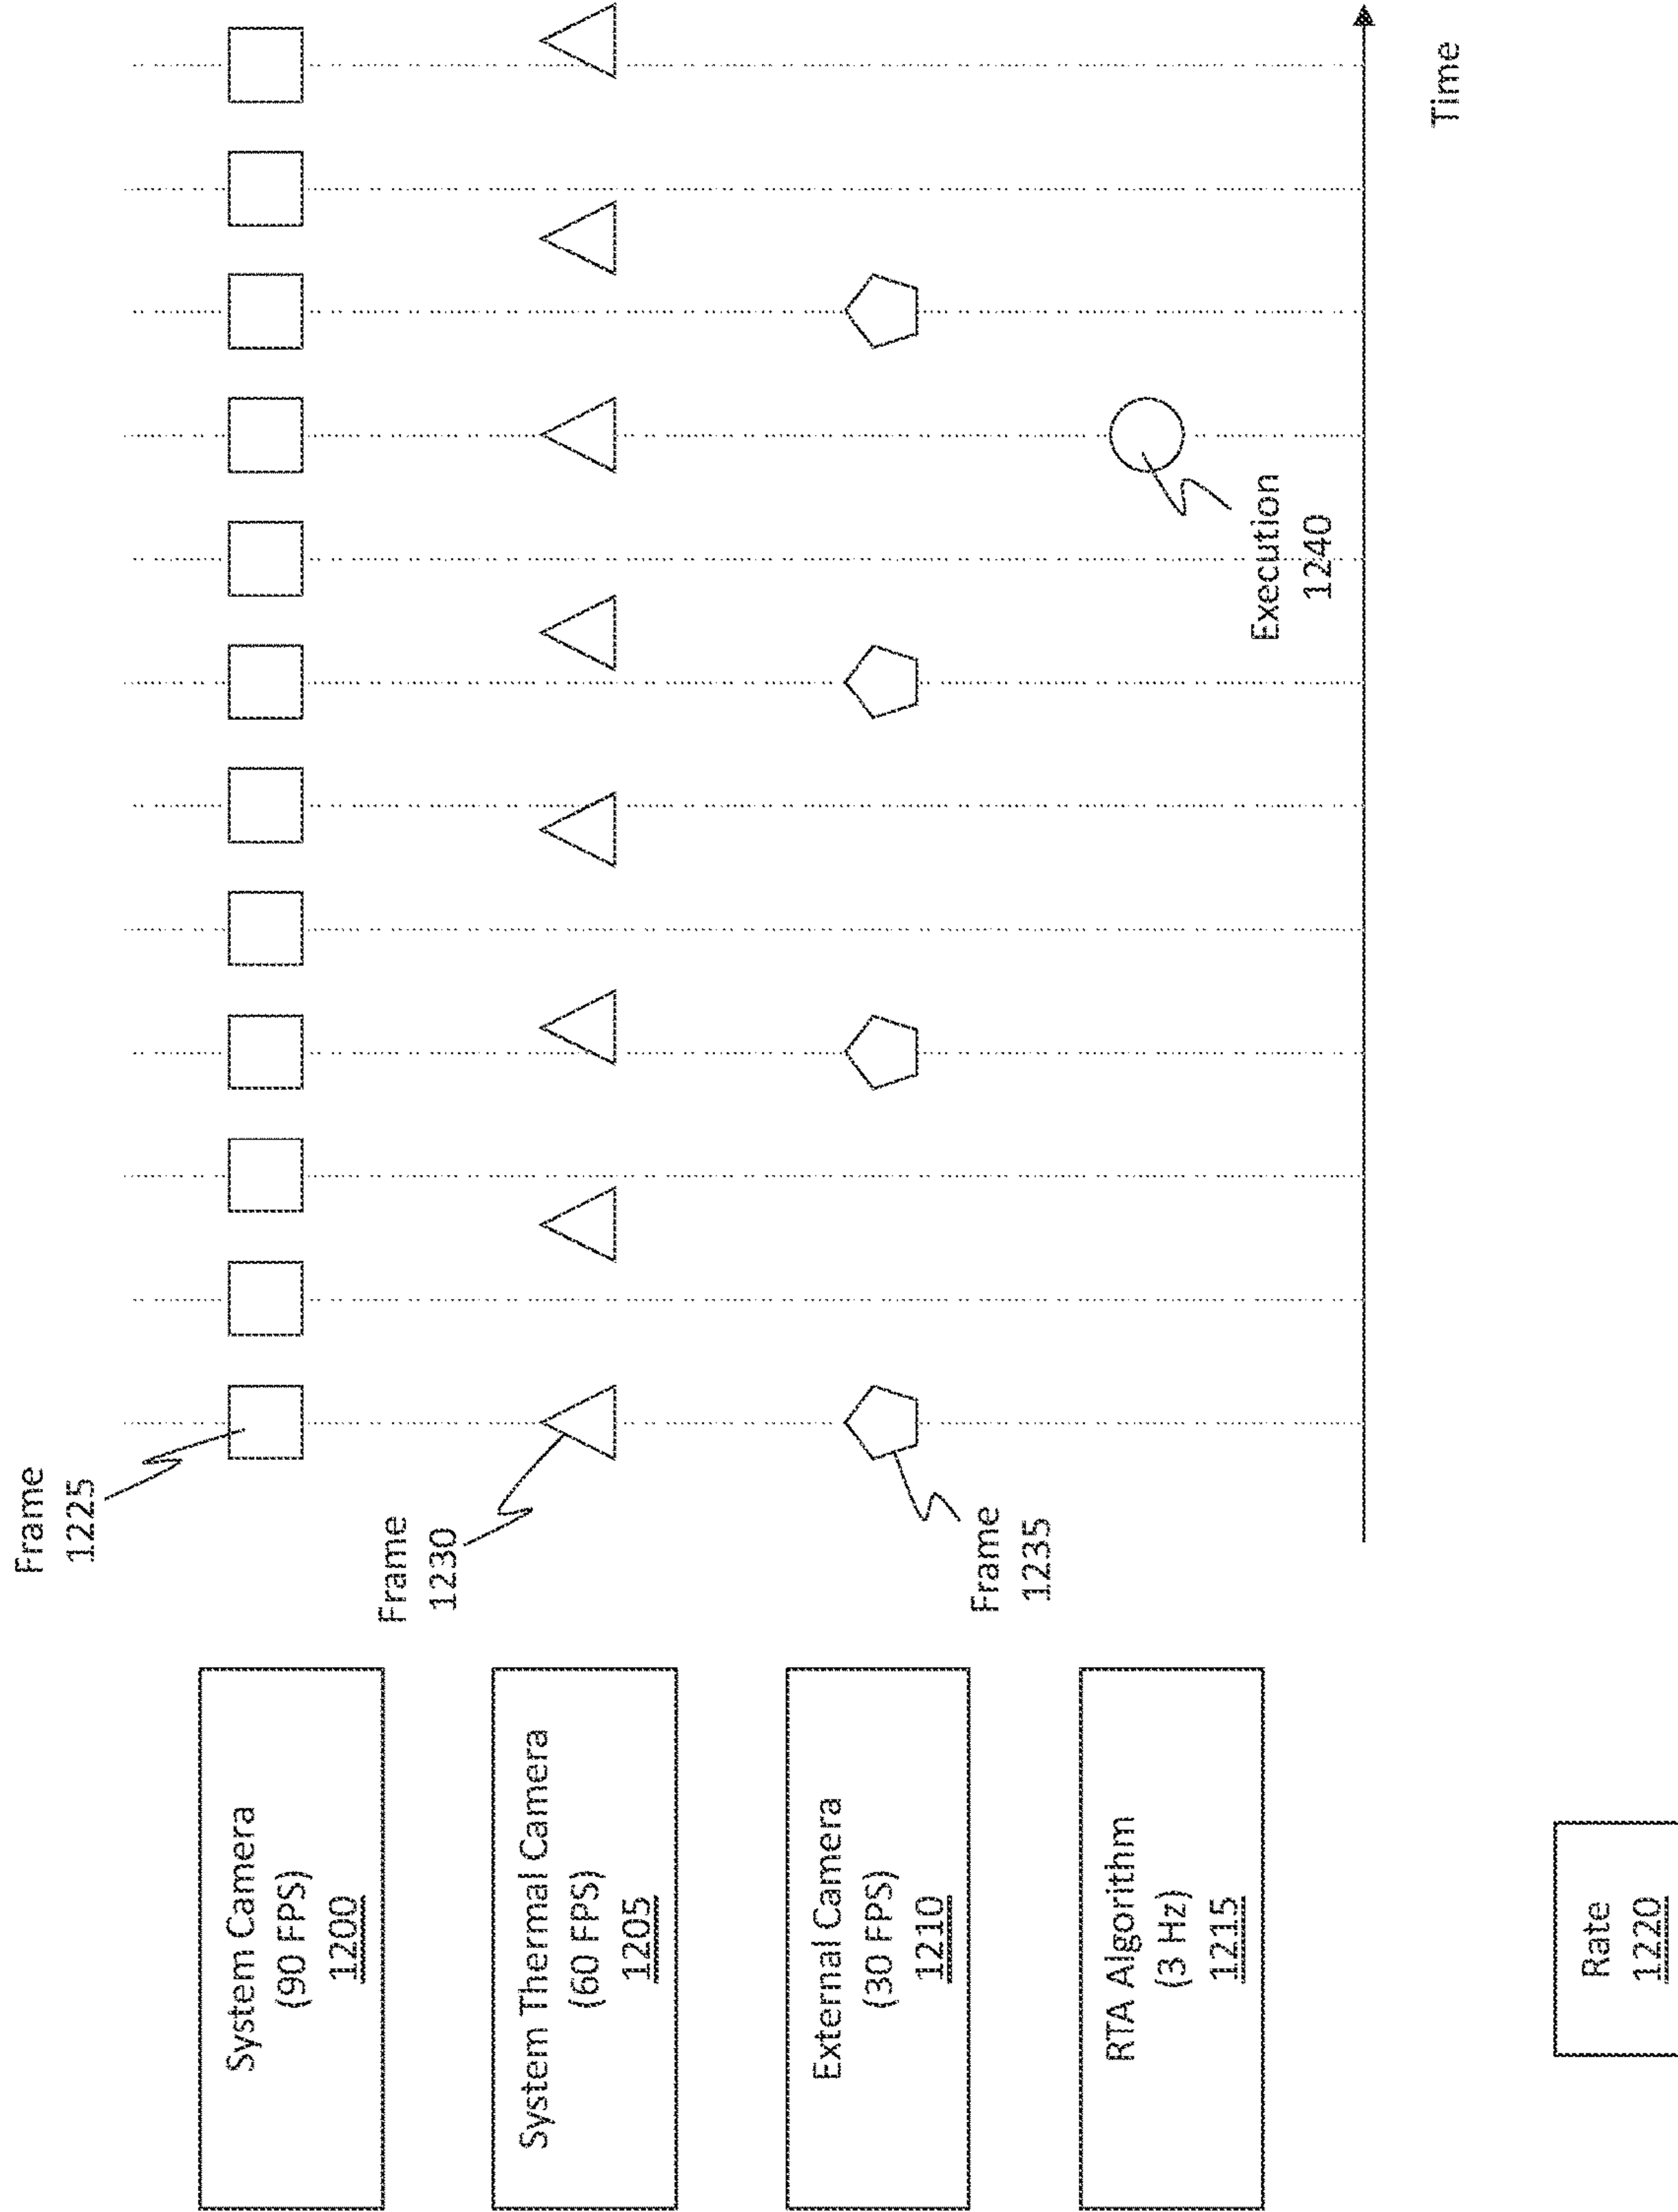 System Camera
(90 FPS)
1200
System Thermal Camera
(60 FPS)
1205
External Camera
(30 FPS)
1210
RTA Algorithm
(3 Hz)
1215
Rate
1220
Frame
1225
Frame
1230
Frame
1235
Execution
1240
Time